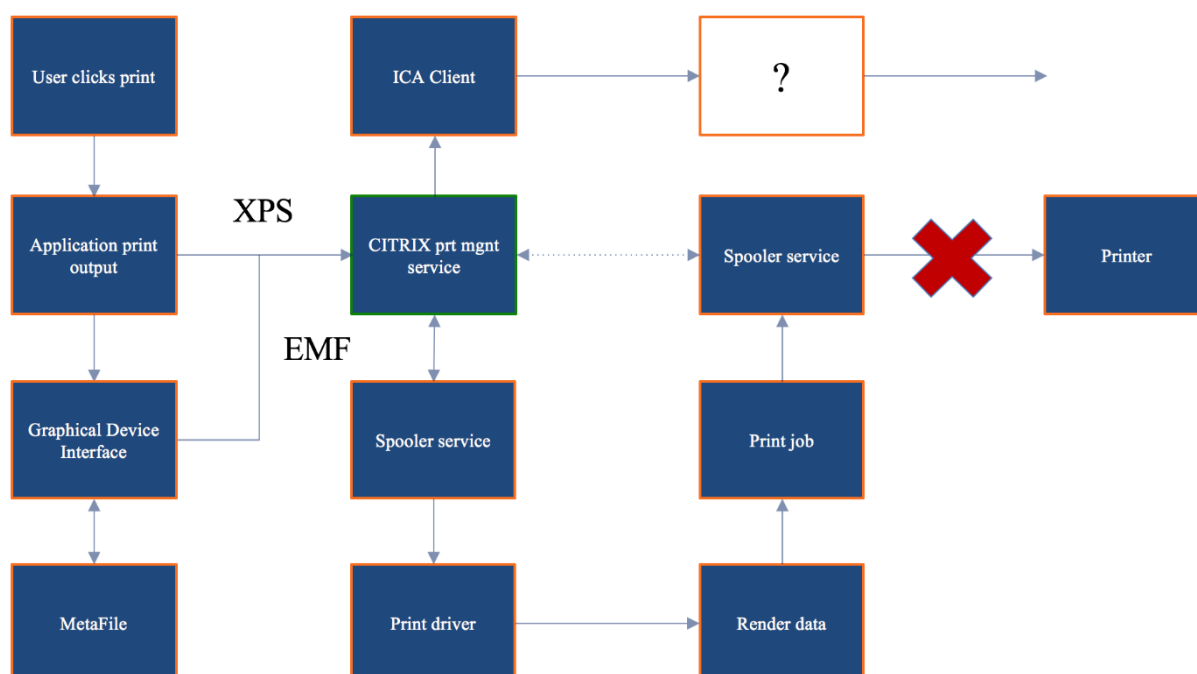 User clicks print
ICA Client
?
XPS
Application print
output
CITRIX prt mgnt
service
Spooler service
Printer
EMF
Graphical Device
Interface
Spooler service
Print job
MetaFile
Print driver
Render data